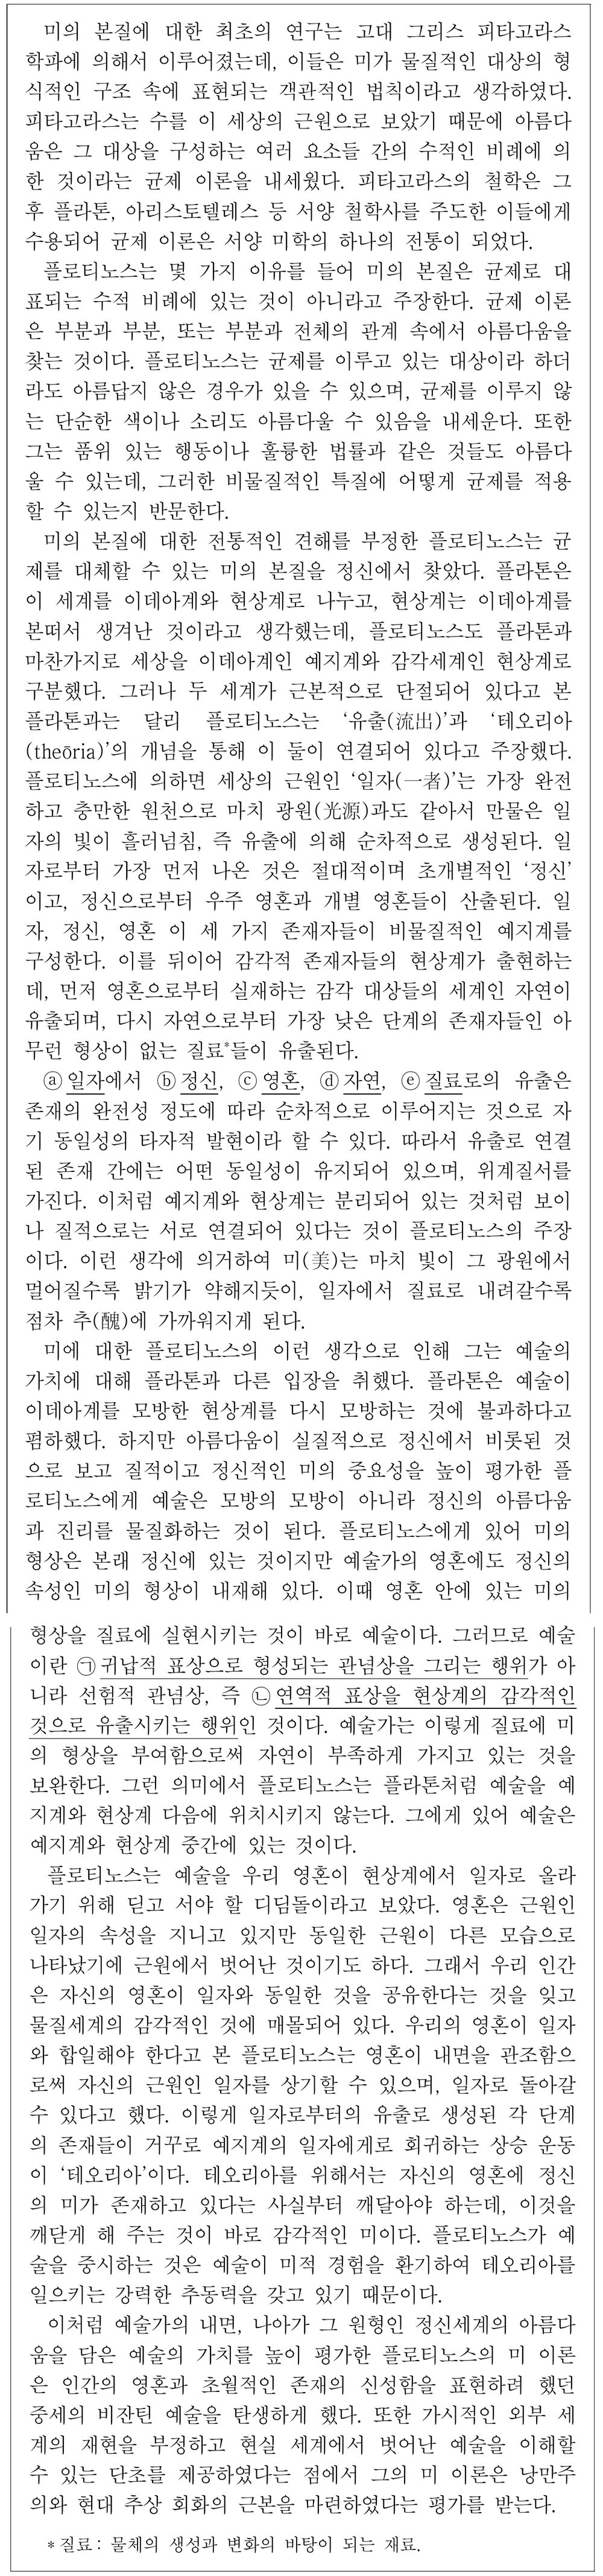 미의 본질에 대한 최초의 연구는 고대 그리스 피타고라스
학파에 의해서 이루어졌는데, 이들은 미가 물질적인 대상의 형
식적인 구조 속에 표현되는 객관적인 법칙이라고 생각하였다.
피타고라스는 수를 이 세상의 근원으로 보았기 때문에 아름다
움은 그 대상을 구성하는 여러 요소들 간의 수적인 비례에 의
한 것이라는 균제 이론을 내세웠다. 피타고라스의 철학은 그
후 플라톤, 아리스토텔레스 등 서양 철학사를 주도한 이들에게
수용되어 균제 이론은 서양 미학의 하나의 전통이 되었다.
플로티노스는 몇 가지 이유를 들어 미의 본질은 균제로 대
표되는 수적 비례에 있는 것이 아니라고 주장한다. 균제 이론
은 부분과 부분, 또는 부분과 전체의 관계 속에서 아름다움을
찾는 것이다. 플로티노스는 균제를 이루고 있는 대상이라 하더
라도 아름답지 않은 경우가 있을 수 있으며, 균제를 이루지 않
는 단순한 색이나 소리도 아름다울 수 있음을 내세운다. 또한
그는 품위 있는 행동이나 훌륭한 법률과 같은 것들도 아름다
울 수 있는데, 그러한 비물질적인 특질에 어떻게 균제를 적용
할 수 있는지 반문한다.
미의 본질에 대한 전통적인 견해를 부정한 플로티노스는 균
제를 대체할 수 있는 미의 본질을 정신에서 찾았다. 플라톤은
이 세계를 이데아계와 현상계로 나누고, 현상계는 이데아계를
본떠서 생겨난 것이라고 생각했는데, 플로티노스도 플라톤과
마찬가지로 세상을 이데아계인 예지계와 감각세계인 현상계로
구분했다. 그러나 두 세계가 근본적으로 단절되어 있다고 본
플라톤과는 달리 플로티노스는 ‘유출(流出)’과 ‘테오리아
(theōria)’의 개념을 통해 이 둘이 연결되어 있다고 주장했다.
플로티노스에 의하면 세상의 근원인 ‘일자(一者)’는 가장 완전
하고 충만한 원천으로 마치 광원(光源)과도 같아서 만물은 일
자의 빛이 흘러넘침, 즉 유출에 의해 순차적으로 생성된다. 일
자로부터 가장 먼저 나온 것은 절대적이며 초개별적인 ‘정신’
이고, 정신으로부터 우주 영혼과 개별 영혼들이 산출된다. 일
자, 정신, 영혼 이 세 가지 존재자들이 비물질적인 예지계를
구성한다. 이를 뒤이어 감각적 존재자들의 현상계가 출현하는
데, 먼저 영혼으로부터 실재하는 감각 대상들의 세계인 자연이
유출되며, 다시 자연으로부터 가장 낮은 단계의 존재자들인 아
무런 형상이 없는 질료*들이 유출된다.
ⓐ일자에서 ⓑ정신, ⓒ영혼, ⓓ자연, ⓔ질료로의 유출은
존재의 완전성 정도에 따라 순차적으로 이루어지는 것으로 자
기 동일성의 타자적 발현이라 할 수 있다. 따라서 유출로 연결
된 존재 간에는 어떤 동일성이 유지되어 있으며, 위계질서를
가진다. 이처럼 예지계와 현상계는 분리되어 있는 것처럼 보이
나 질적으로는 서로 연결되어 있다는 것이 플로티노스의 주장
이다. 이런 생각에 의거하여 미(美)는 마치 빛이 그 광원에서
멀어질수록 밝기가 약해지듯이, 일자에서 질료로 내려갈수록
점차 추(醜)에 가까워지게 된다.
미에 대한 플로티노스의 이런 생각으로 인해 그는 예술의
가치에 대해 플라톤과 다른 입장을 취했다. 플라톤은 예술이
이데아계를 모방한 현상계를 다시 모방하는 것에 불과하다고
폄하했다. 하지만 아름다움이 실질적으로 정신에서 비롯된 것
으로 보고 질적이고 정신적인 미의 중요성을 높이 평가한 플
로티노스에게 예술은 모방의 모방이 아니라 정신의 아름다움
과 진리를 물질화하는 것이 된다. 플로티노스에게 있어 미의
형상은 본래 정신에 있는 것이지만 예술가의 영혼에도 정신의
속성인 미의 형상이 내재해 있다. 이때 영혼 안에 있는 미의
형상을 질료에 실현시키는 것이 바로 예술이다. 그러므로 예술
이란 ㉠귀납적 표상으로 형성되는 관념상을 그리는 행위가 아
니라 선험적 관념상, 즉 ㉡연역적 표상을 현상계의 감각적인
것으로 유출시키는 행위인 것이다. 예술가는 이렇게 질료에 미
의 형상을 부여함으로써 자연이 부족하게 가지고 있는 것을
보완한다. 그런 의미에서 플로티노스는 플라톤처럼 예술을 예
지계와 현상계 다음에 위치시키지 않는다. 그에게 있어 예술은
예지계와 현상계 중간에 있는 것이다.
플로티노스는 예술을 우리 영혼이 현상계에서 일자로 올라
가기 위해 딛고 서야 할 디딤돌이라고 보았다. 영혼은 근원인
일자의 속성을 지니고 있지만 동일한 근원이 다른 모습으로
나타났기에 근원에서 벗어난 것이기도 하다. 그래서 우리 인간
은 자신의 영혼이 일자와 동일한 것을 공유한다는 것을 잊고
물질세계의 감각적인 것에 매몰되어 있다. 우리의 영혼이 일자
와 합일해야 한다고 본 플로티노스는 영혼이 내면을 관조함으
로써 자신의 근원인 일자를 상기할 수 있으며, 일자로 돌아갈
수 있다고 했다. 이렇게 일자로부터의 유출로 생성된 각 단계
의 존재들이 거꾸로 예지계의 일자에게로 회귀하는 상승 운동
이 ‘테오리아’이다. 테오리아를 위해서는 자신의 영혼에 정신
의 미가 존재하고 있다는 사실부터 깨달아야 하는데, 이것을
깨닫게 해 주는 것이 바로 감각적인 미이다. 플로티노스가 예
술을 중시하는 것은 예술이 미적 경험을 환기하여 테오리아를
일으키는 강력한 추동력을 갖고 있기 때문이다.
이처럼 예술가의 내면, 나아가 그 원형인 정신세계의 아름다
움을 담은 예술의 가치를 높이 평가한 플로티노스의 미 이론
은 인간의 영혼과 초월적인 존재의 신성함을 표현하려 했던
중세의 비잔틴 예술을 탄생하게 했다. 또한 가시적인 외부 세
계의 재현을 부정하고 현실 세계에서 벗어난 예술을 이해할
수 있는 단초를 제공하였다는 점에서 그의 미 이론은 낭만주
의와 현대 추상 회화의 근본을 마련하였다는 평가를 받는다.
*질료: 물체의 생성과 변화의 바탕이 되는 재료.